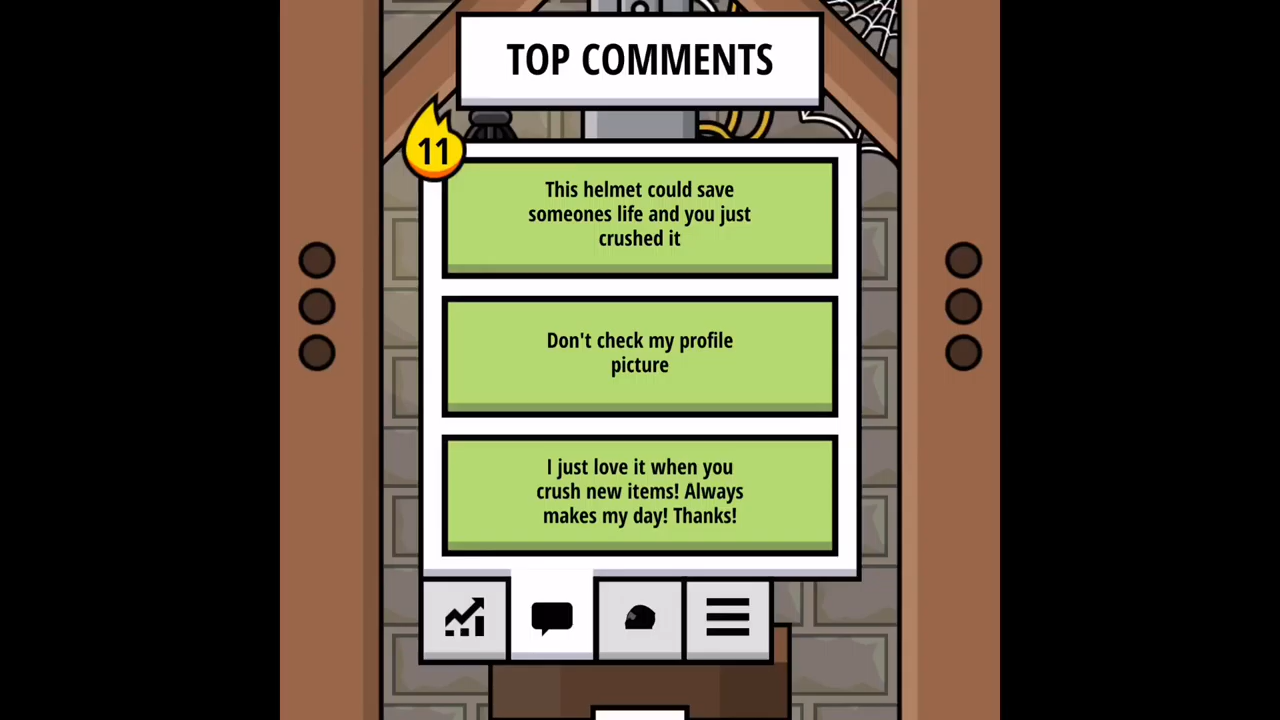 TOP COMMENTS
11
This helmet could save
someones life and you just
crushed it
Don't check my profile
picture
I just love it when you
crush new items! Always
makes my day! Thanks!